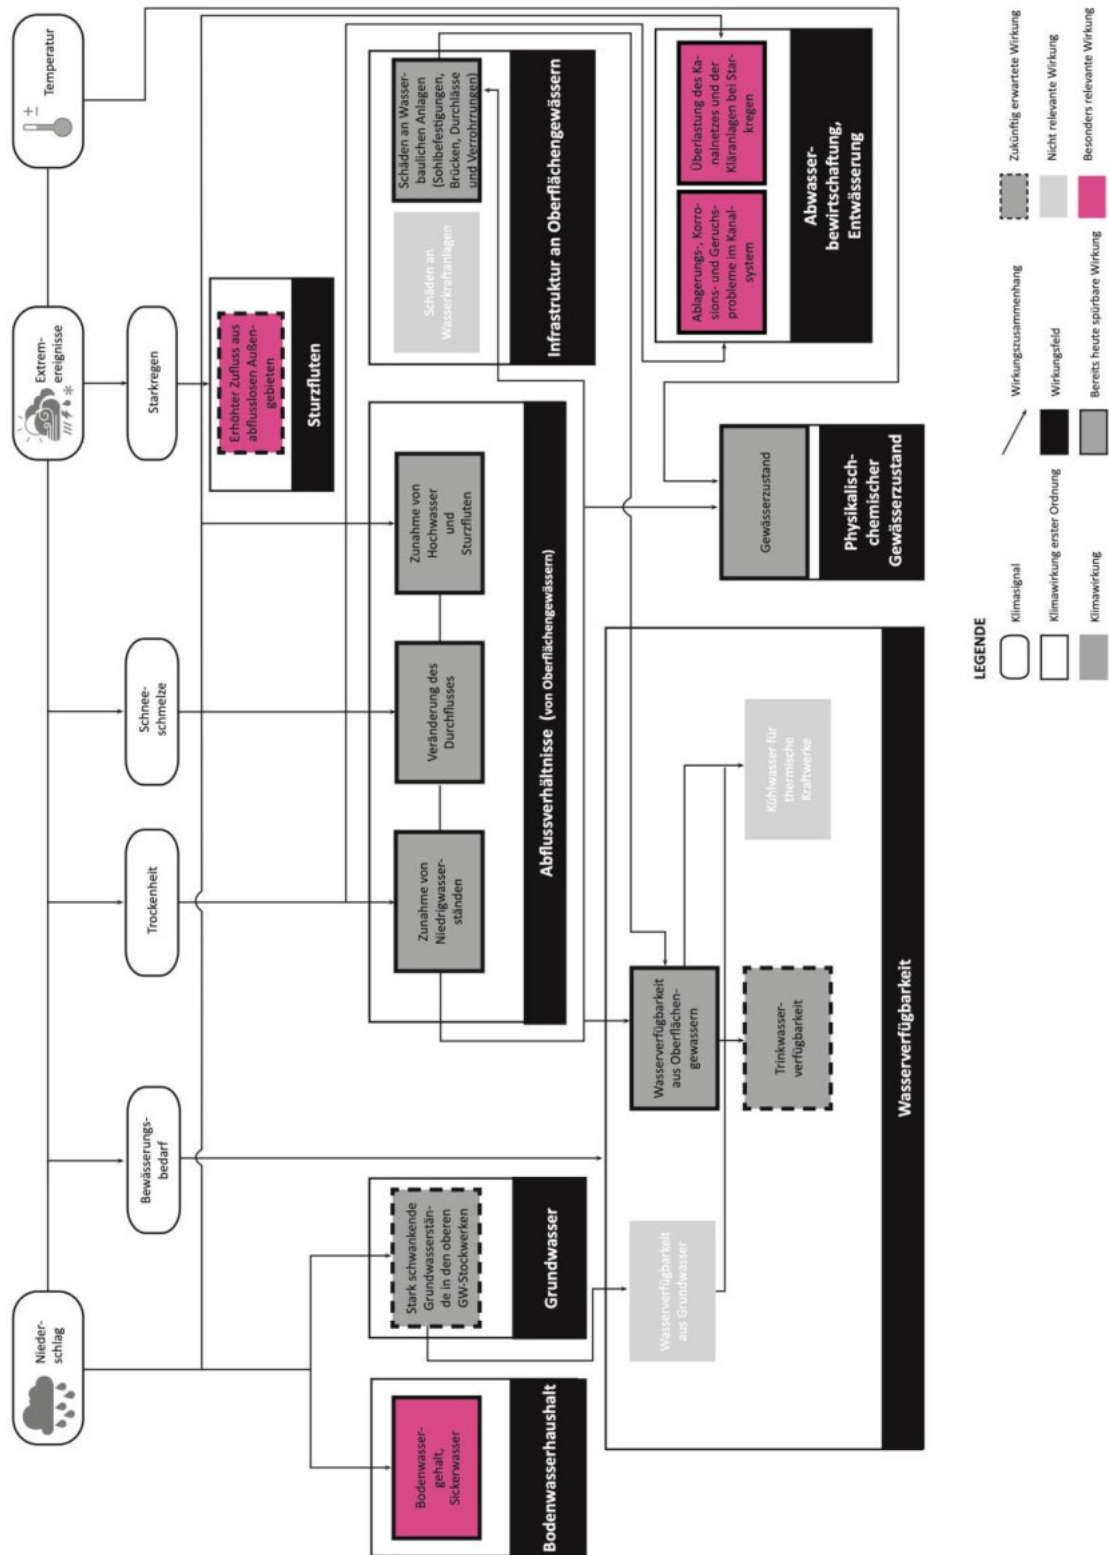 Nieder-
schlag
Extrem-
ereignisse
Temperatur
Bewässerungs-
bedarf
Trockenheit
Schnee-
schmelze
Starkregen
Erhöhter Zufluss aus
abflusslosen Außen-
gebieten
Sturzfluten
Bodenwasser-
gehalt,
Sickerwasser
Bodenwasserhaushalt
Stark schwankende
Grundwasserstän-
de in den oberen
GW-Stockwerken
Grundwasser
Zunahme von
Niedrigwasser-
ständen
Veränderung des
Durchflusses
Zunahme von
Hochwasser
und
Sturzfluten
Abflussverhältnisse (von Oberflächengewässern)
Schäden an
Wasserkraftanlagen
Schäden an Wasser-
baulichen Anlagen
(Sohlbefestigungen,
Brücken, Durchlässe
und Verrohrrungen)
Infrastruktur an Oberflächengewässern
Wasserverfügbarkeit
aus Grundwasser
Wasserverfügbarkeit
aus Oberflächen-
gewassern
Trinkwasser-
verfügbarkeit
Kühlwasser für
thermische
Kraftwerke
Wasserverfügbarkeit
Gewässerzustand
Physikalisch-
chemischer
Gewässerzustand
Ablagerungs-, Korro-
sions- und Geruchs-
probleme im Kanal-
system
Überlastung des Ka-
nalnetzes und der
Kläranlagen bei Star-
kregen
Abwasser-
bewirtschaftung,
Entwässerung
LEGENDE
Klimasignal
Klimawirkung erster Ordnung
Klimawirkung
Wirkungszusammenhang
Wirkungsfeld
Bereits heute spürbare Wirkung
Zukünftig erwartete Wirkung
Nicht relevante Wirkung
Besonders relevante Wirkung